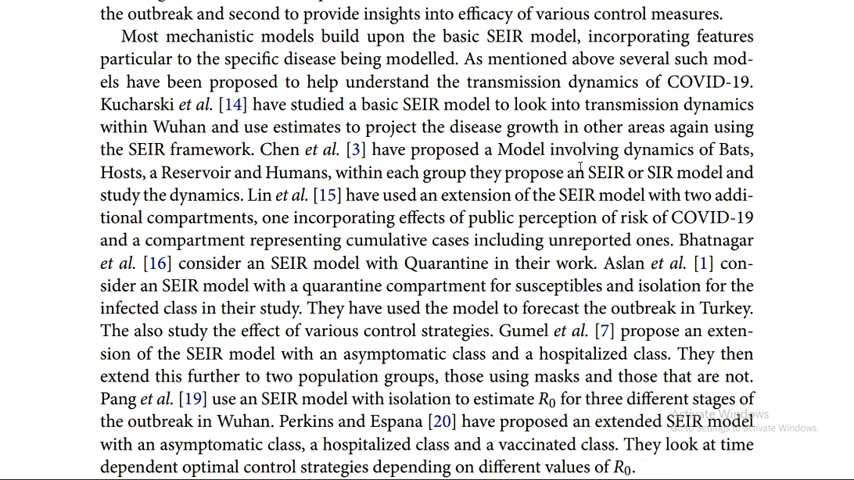 the outbreak and second to provide insights into efficacy of various control measures.
Most mechanistic models build upon the basic SEIR model, incorporating features
particular to the specific disease being modelled. As mentioned above several such mod-
els have been proposed to help understand the transmission dynamics of COVID-19.
Kucharski et al. [14] have studied a basic SEIR model to look into transmission dynamics
within Wuhan and use estimates to project the disease growth in other areas again using
the SEIR framework. Chen et al. [3] have proposed a Model involving dynamics of Bats,
Hosts, a Reservoir and Humans, within each group they propose an SEIR or SIR model and
study the dynamics. Lin et al. [15] have used an extension of the SEIR model with two addi-
tional compartments, one incorporating effects of public perception of risk of COVID-19
and a compartment representing cumulative cases including unreported ones. Bhatnagar
et al. [16] consider an SEIR model with Quarantine in their work. Aslan et al. [1] con-
sider an SEIR model with a quarantine compartment for susceptibles and isolation for the
infected class in their study. They have used the model to forecast the outbreak in Turkey.
The also study the effect of various control strategies. Gumel et al. [7] propose an exten-
sion of the SEIR model with an asymptomatic class and a hospitalized class. They then
extend this further to two population groups, those using masks and those that are not.
Pang et al. [19] use an SEIR model with isolation to estimate R0 for three different stages of
the outbreak in Wuhan. Perkins and Espana [20] have proposed an extended SEIR model
with an asymptomatic class, a hospitalized class and a vaccinated class. They look at time
dependent optimal control strategies depending on different values of R0.
Activate Windows
Go to Settings to activate Windows.